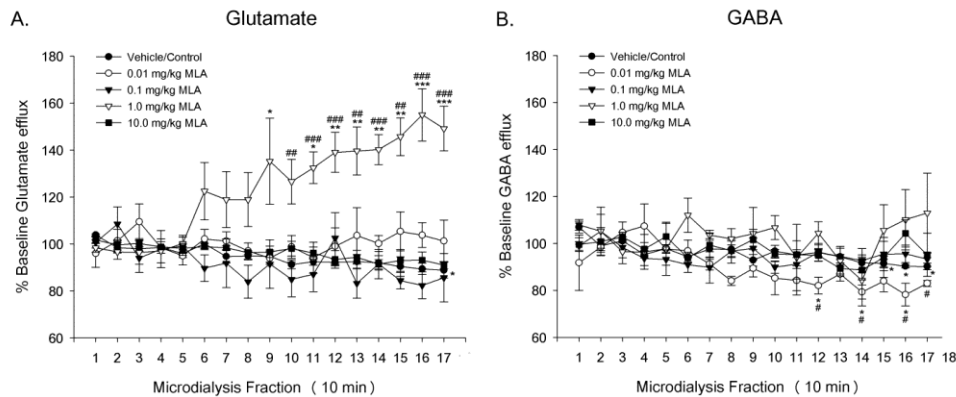 A.
Glutamate
Vehicle/Control
0.01 mg/kg MLA
0.1 mg/kg MLA
1.0 mg/kg MLA
10.0 mg/kg MLA
% Baseline Glutamate efflux
180
160
140
120
100
80
60
*
##
###
*
###
**
##
**
###
**
##
**
###
***
###
***
*
1 2 3 4 5 6 7 8 9 10 11 12 13 14 15 16 17
Microdialysis Fraction ( 10 min)
B.
GABA
Vehicle/Control
0.01 mg/kg MLA
0.1 mg/kg MLA
1.0 mg/kg MLA
10.0 mg/kg MLA
% Baseline GABA efflux
180
160
140
120
100
80
60
*
#
*
#
*
*
#
*
#
1 2 3 4 5 6 7 8 9 10 11 12 13 14 15 16 17 18
Microdialysis Fraction ( 10 min)